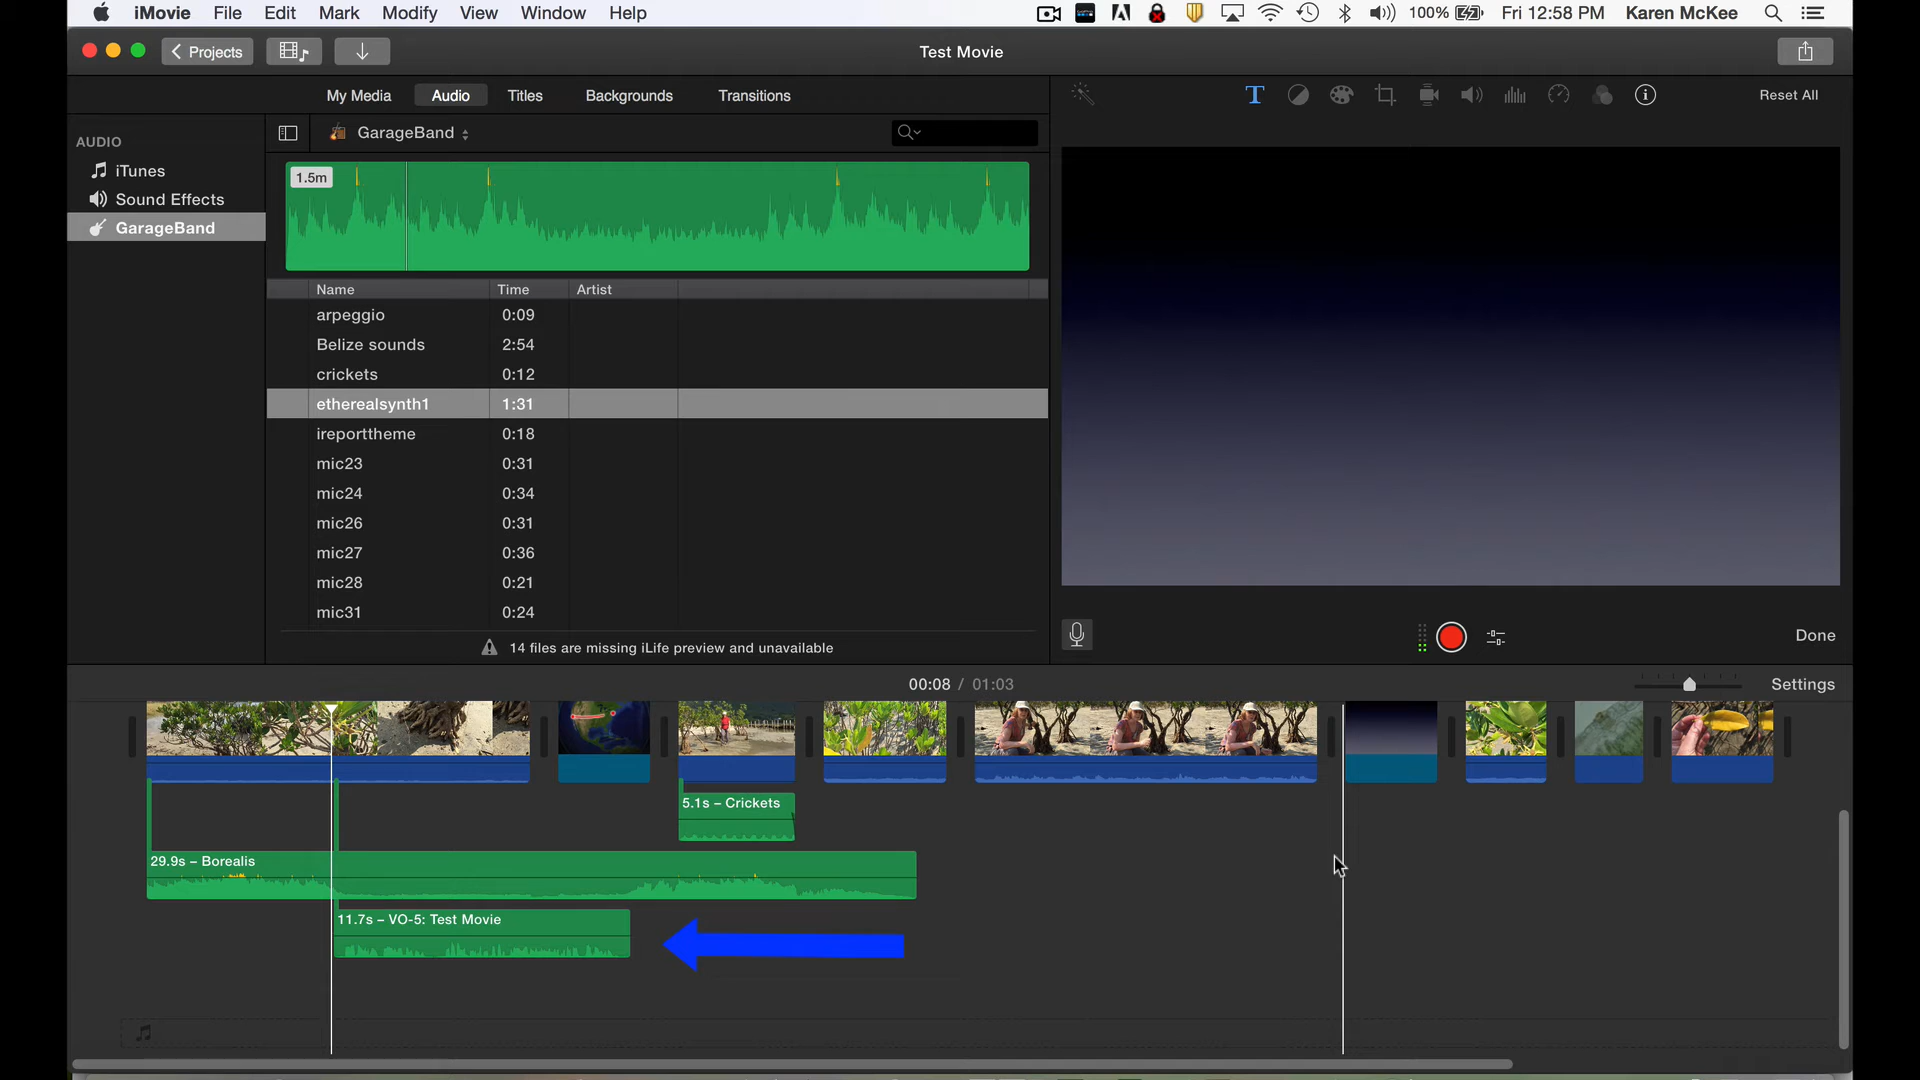 iMovie File Edit Mark Modify View Window Help 100% Fri 12:58 PM Karen McKee
Projects Test Movie
My Media Audio Titles Backgrounds Transitions Reset All
AUDIO GarageBand
iTunes
Sound Effects
GarageBand
1.5m
Name Time Artist
arpeggio 0:09
Belize sounds 2:54
crickets 0:12
etherealsynth1 1:31
ireporttheme 0:18
mic23 0:31
mic24 0:34
mic26 0:31
mic27 0:36
mic28 0:21
mic31 0:24
14 files are missing iLife preview and unavailable
Done
00:08 / 01:03 Settings
5.1s – Crickets
29.9s – Borealis
11.7s – VO-5: Test Movie